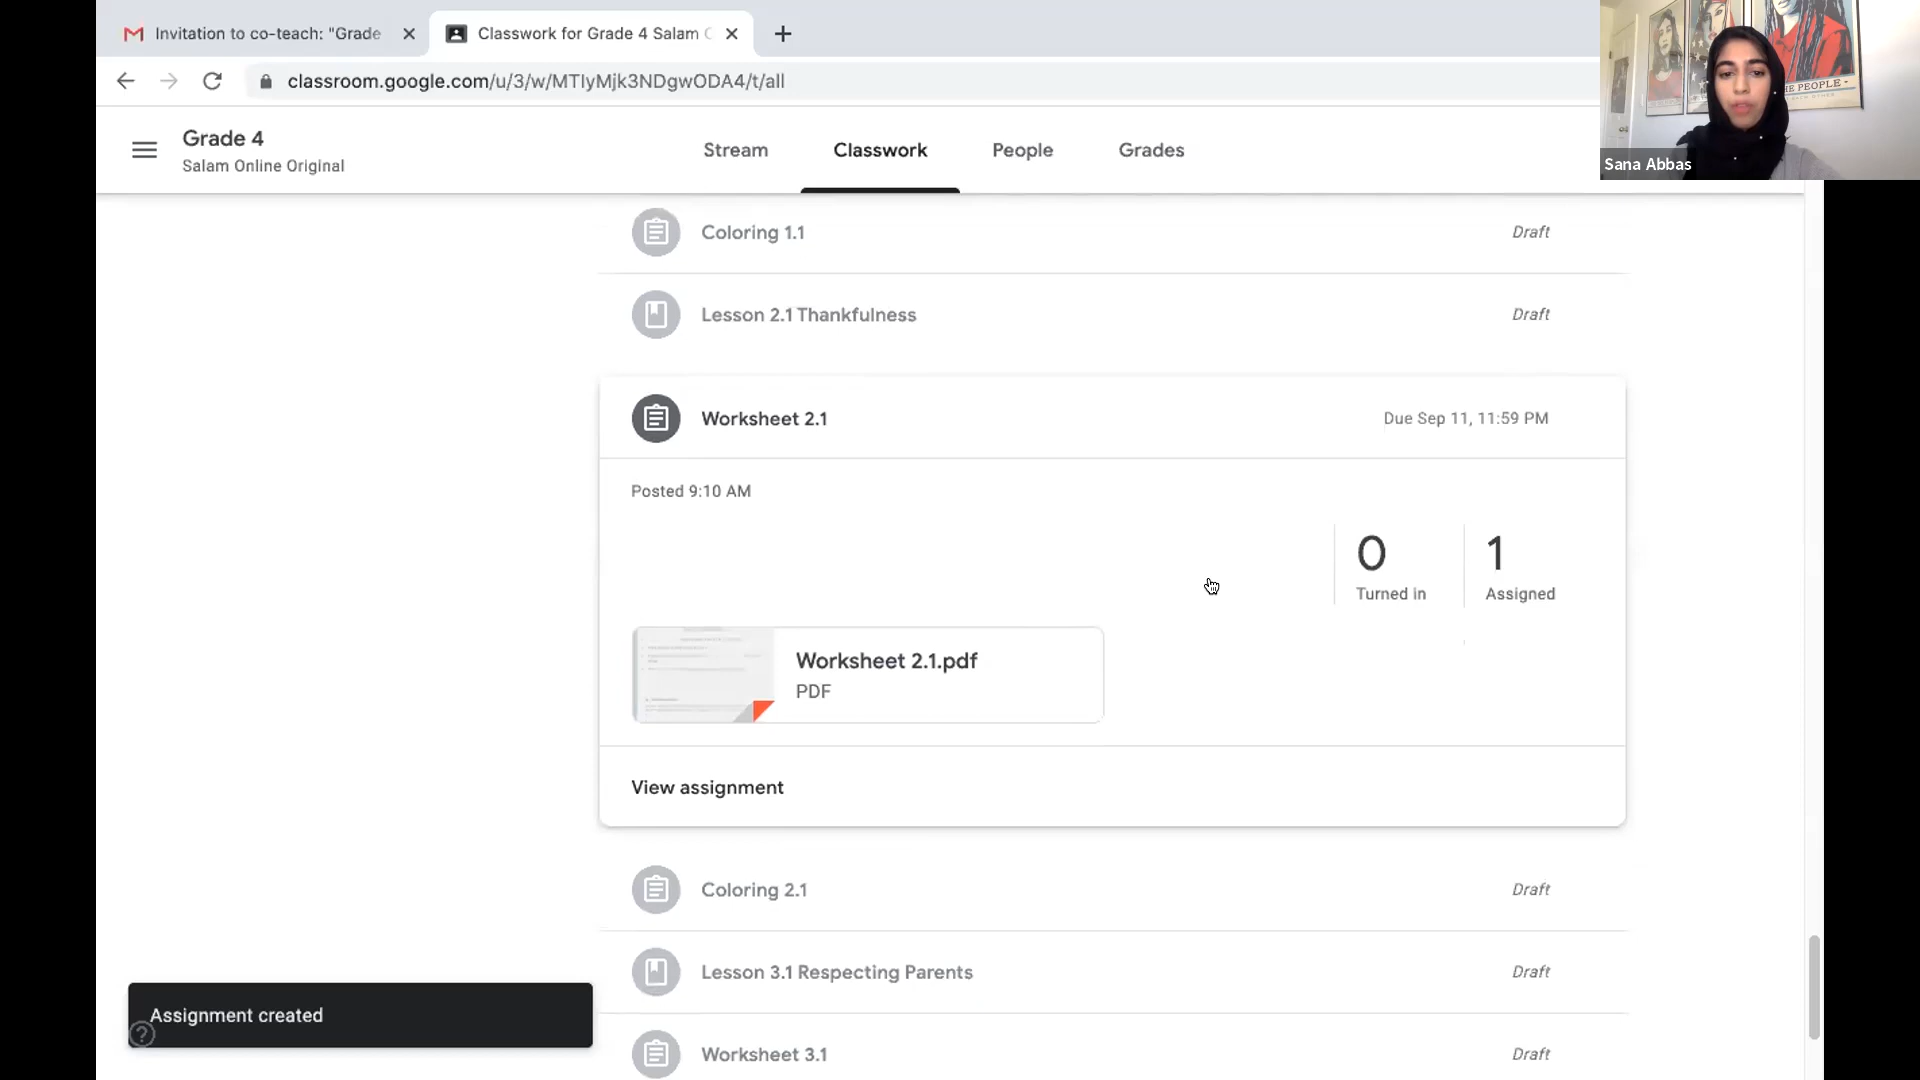 Invitation to co-teach: "Grade
Classwork for Grade 4 Salam
classroom.google.com/u/3/w/MTIyMjk3NDgwODA4/t/all
Grade 4
Salam Online Original
Stream
Classwork
People
Grades
PEOPLE
Sana Abbas
Coloring 1.1
Draft
Lesson 2.1 Thankfulness
Draft
Worksheet 2.1
Due Sep 11, 11:59 PM
Posted 9:10 AM
0
Turned in
1
Assigned
Worksheet 2.1.pdf
PDF
View assignment
Coloring 2.1
Draft
Lesson 3.1 Respecting Parents
Draft
Assignment created
Worksheet 3.1
Draft